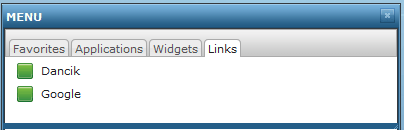 MENU
Favorites Applications Widgets Links
Dancik
Google